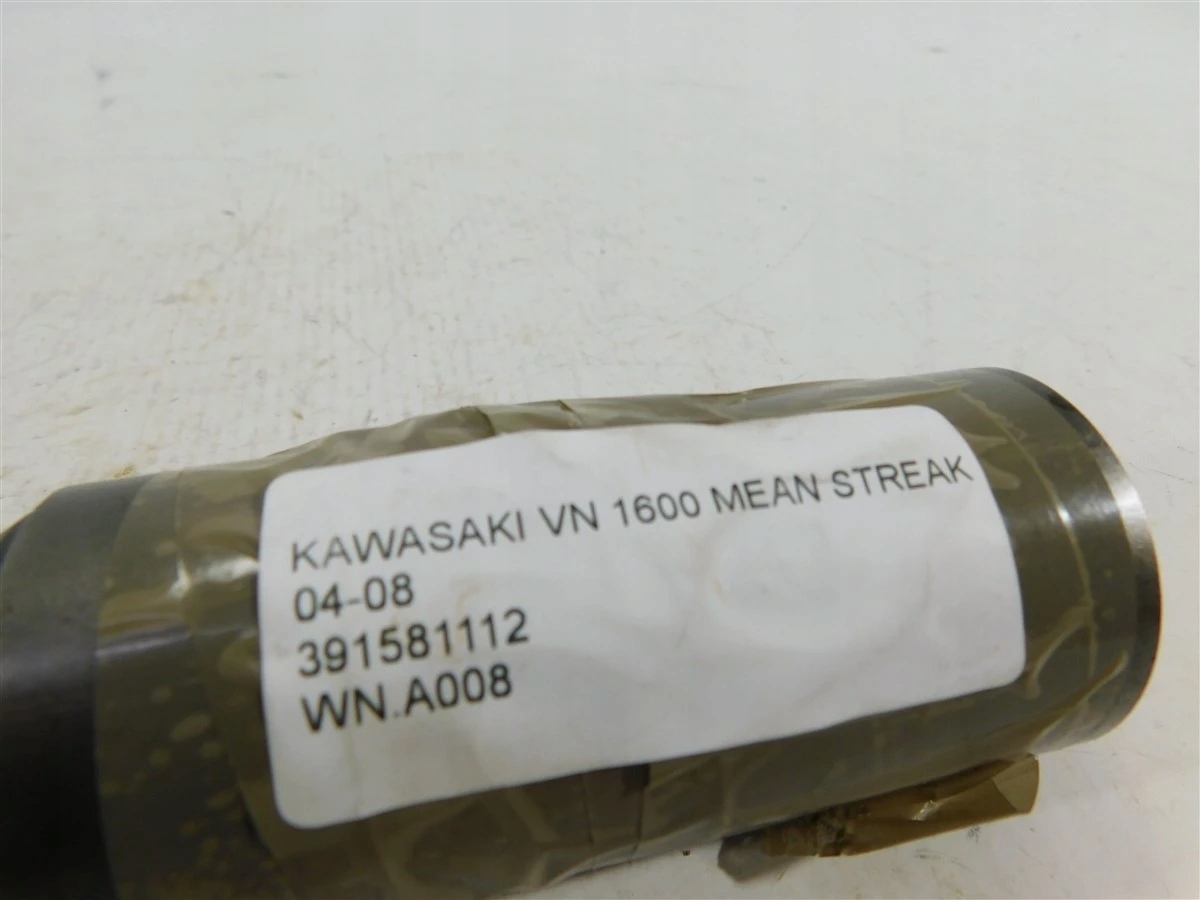 KAWASAKI VN 1600 MEAN STREAK
04-08
391581112
WN.A008